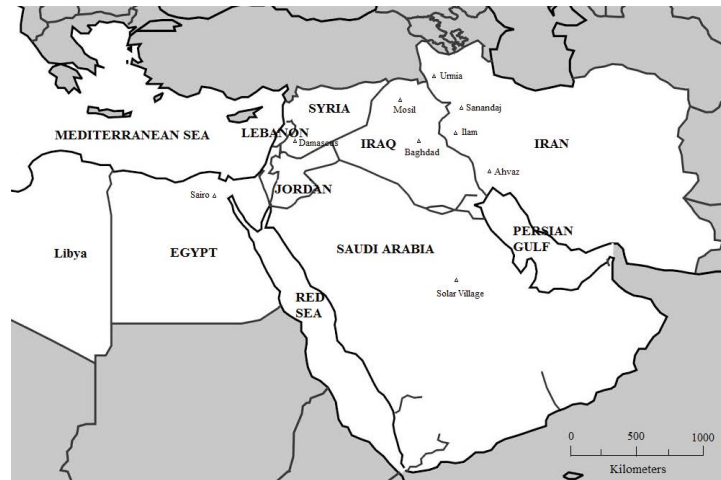 Urmia
SYRIA
Mosil
Sanandaj
MEDITERRANEAN SEA
LEBANON
Damascus
IRAQ
Baghdad
Ilam
IRAN
Ahvaz
JORDAN
Sairo
Libya
EGYPT
SAUDI ARABIA
PERSIAN
GULF
Solar Village
RED
SEA
0 500 1000
Kilometers